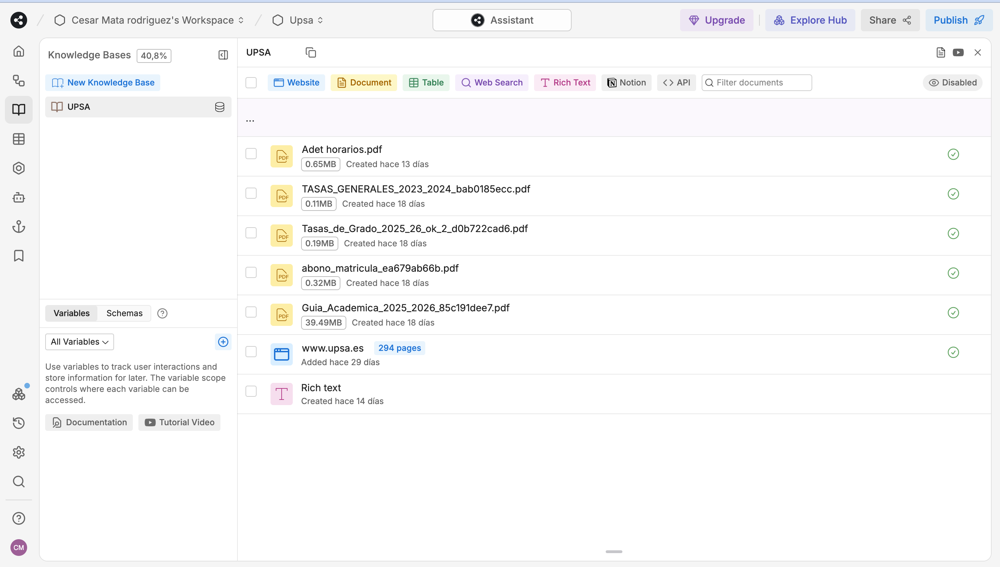 Cesar Mata rodriguez's Workspace
Upsa
Assistant
Upgrade
Explore Hub
Share
Publish
Knowledge Bases
40,8%
New Knowledge Base
UPSA
UPSA
Website
Document
Table
Web Search
Rich Text
Notion
API
Filter documents
Disabled
...
PDF
Adet horarios.pdf
0.65MB Created hace 13 días
PDF
TASAS_GENERALES_2023_2024_bab0185ecc.pdf
0.11MB Created hace 18 días
PDF
Tasas_de_Grado_2025_26_ok_2_d0b722cad6.pdf
0.19MB Created hace 18 días
PDF
abono_matricula_ea679ab66b.pdf
0.32MB Created hace 18 días
PDF
Guia_Academica_2025_2026_85c191dee7.pdf
39.49MB Created hace 18 días
www.upsa.es 294 pages
Added hace 29 días
Rich text
Created hace 14 días
Variables
Schemas
All Variables
Use variables to track user interactions and
store information for later. The variable scope
controls where each variable can be
accessed.
Documentation
Tutorial Video
CM